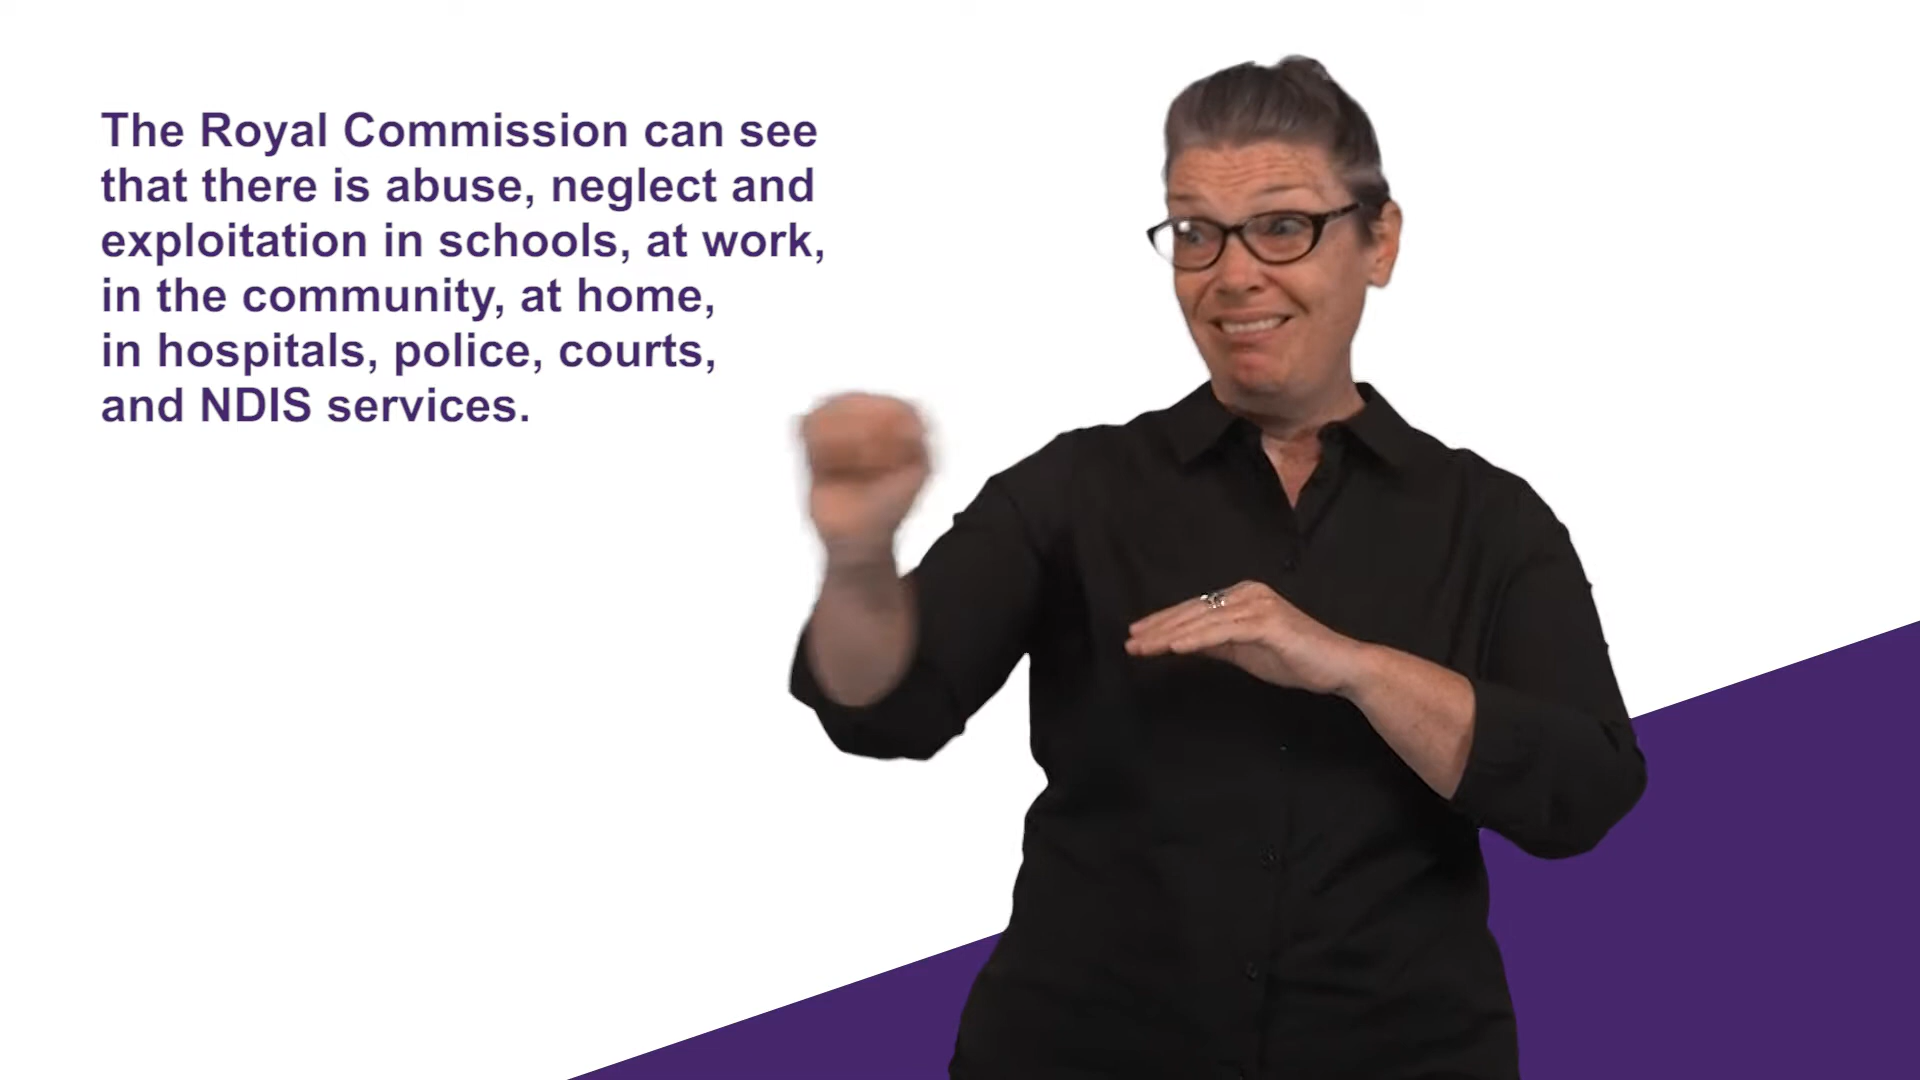 The Royal Commission can see
that there is abuse, neglect and
exploitation in schools, at work,
in the community, at home,
in hospitals, police, courts,
and NDIS services.